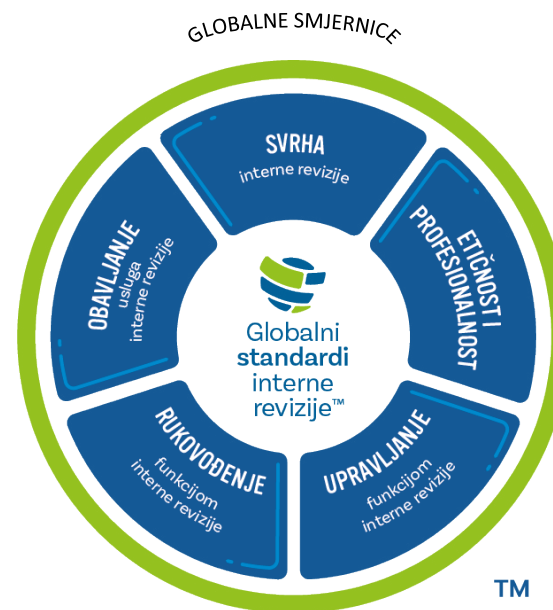 GLOBALNE SMJERNICE
SVRHA
interne revizije
ETIČNOST I
PROFESIONALNOST
UPRAVLJANJE
funkcijom
interne revizije
RUKOVOĐENJE
funkcijom
interne revizije
OBAVLJANJE
usluga
interne revizije
Globalni
standardi
interne
revizije™
TM